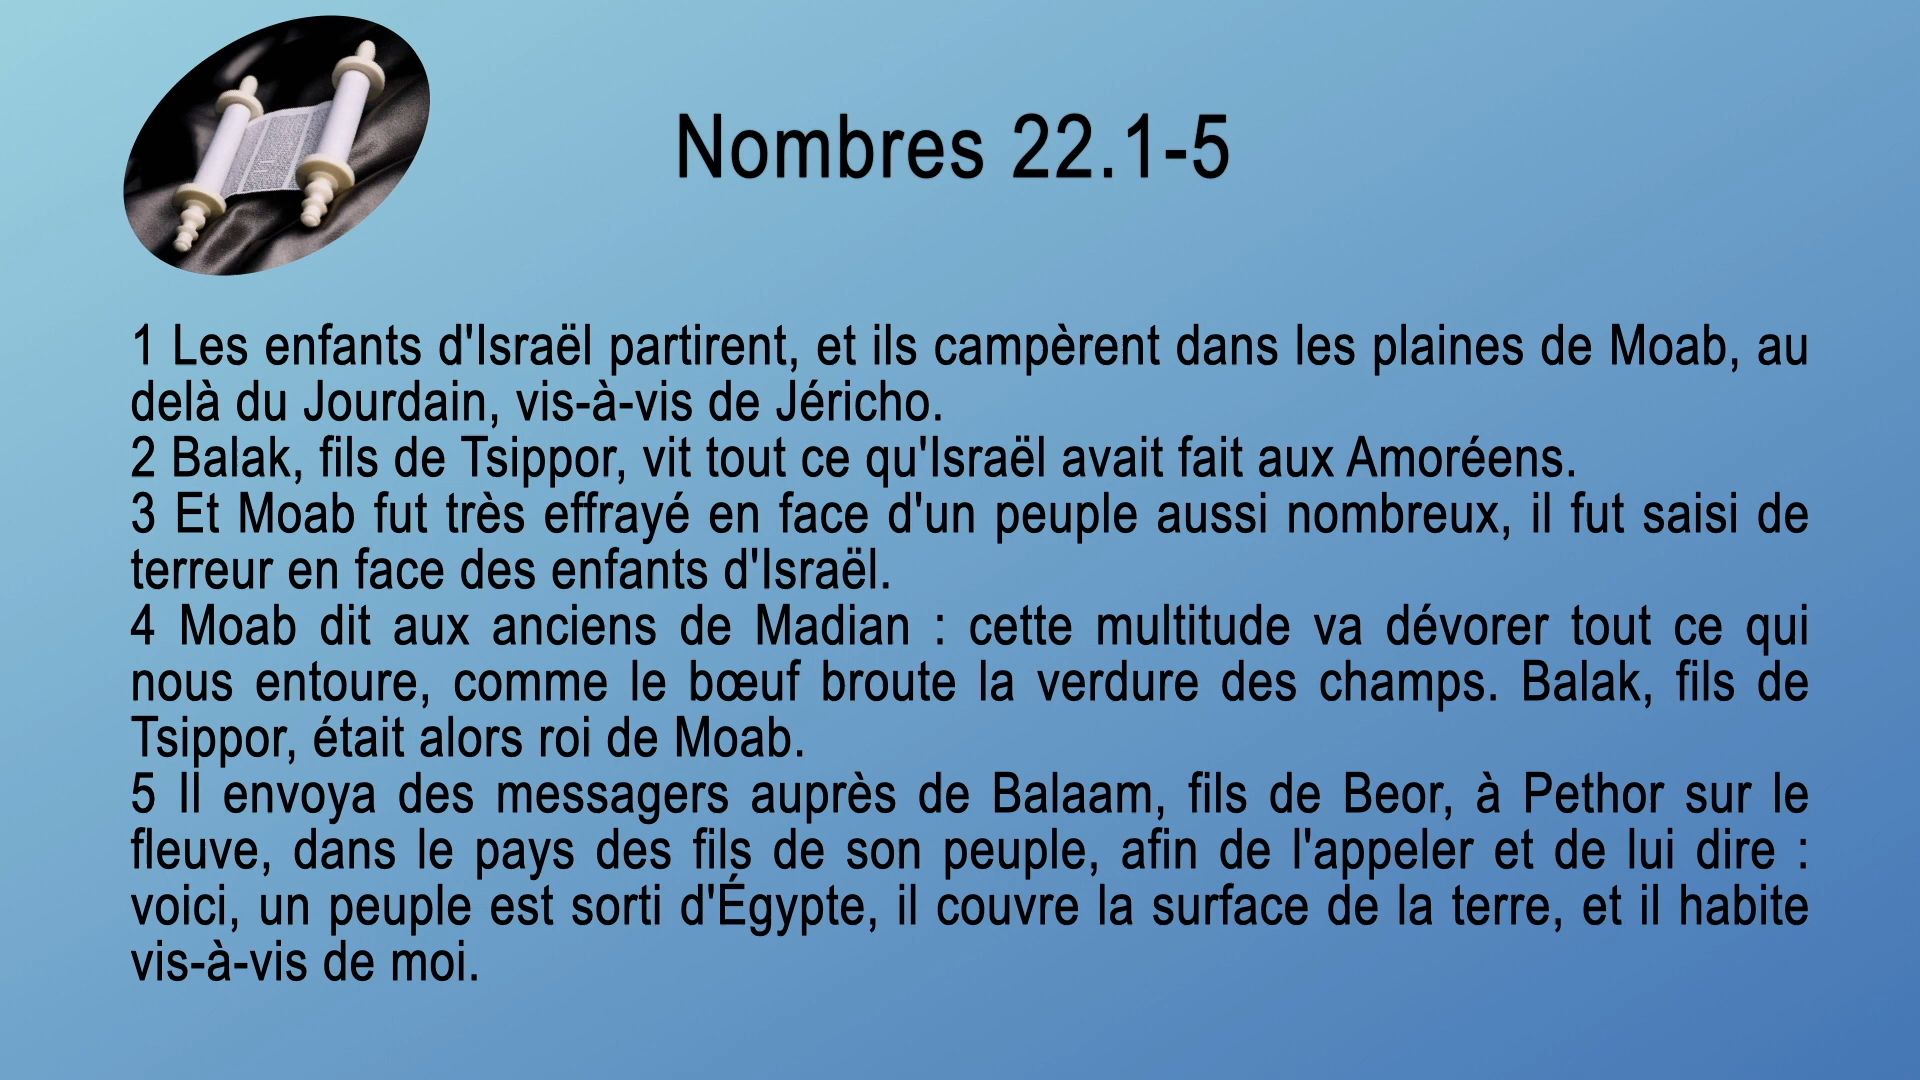 Nombres 22.1-5
1 Les enfants d'Israël partirent, et ils campèrent dans les plaines de Moab, au
delà du Jourdain, vis-à-vis de Jéricho.
2 Balak, fils de Tsippor, vit tout ce qu'Israël avait fait aux Amoréens.
3 Et Moab fut très effrayé en face d'un peuple aussi nombreux, il fut saisi de
terreur en face des enfants d'Israël.
4 Moab dit aux anciens de Madian : cette multitude va dévorer tout ce qui
nous entoure, comme le bœuf broute la verdure des champs. Balak, fils de
Tsippor, était alors roi de Moab.
5 Il envoya des messagers auprès de Balaam, fils de Beor, à Pethor sur le
fleuve, dans le pays des fils de son peuple, afin de l'appeler et de lui dire :
voici, un peuple est sorti d'Égypte, il couvre la surface de la terre, et il habite
vis-à-vis de moi.